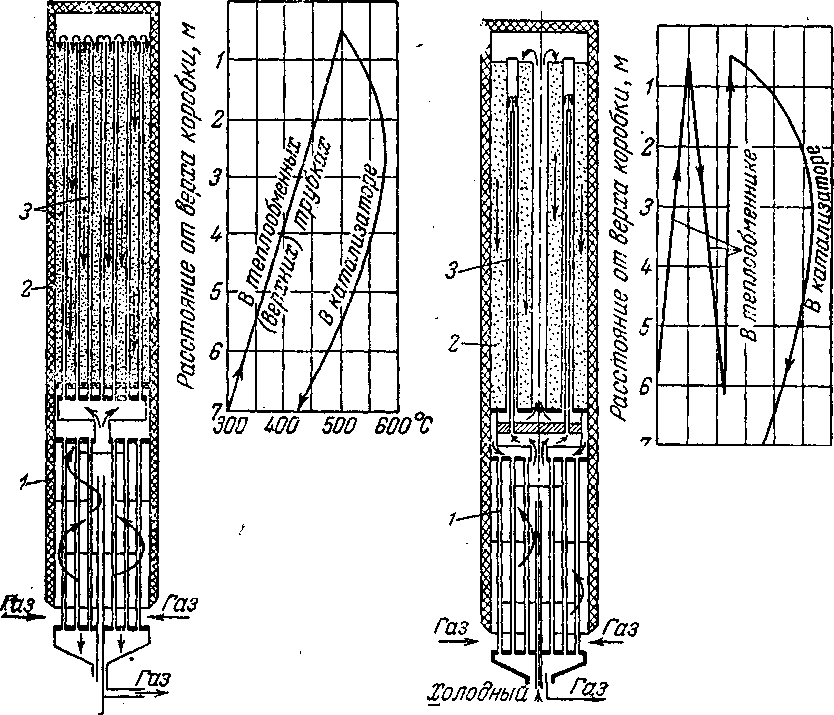 Расстояние от верха коробки, м
1
2
3
4
5
6
7
300
400
500
600°С
В теплообменных
(верхних) трубках
В катализаторе
3
2
1
Газ
Газ
Газ
Расстояние от верха коробки, м
1
2
3
4
5
6
7
В теплообменнике
В катализаторе
3
2
1
Газ
Газ
Холодный
Газ